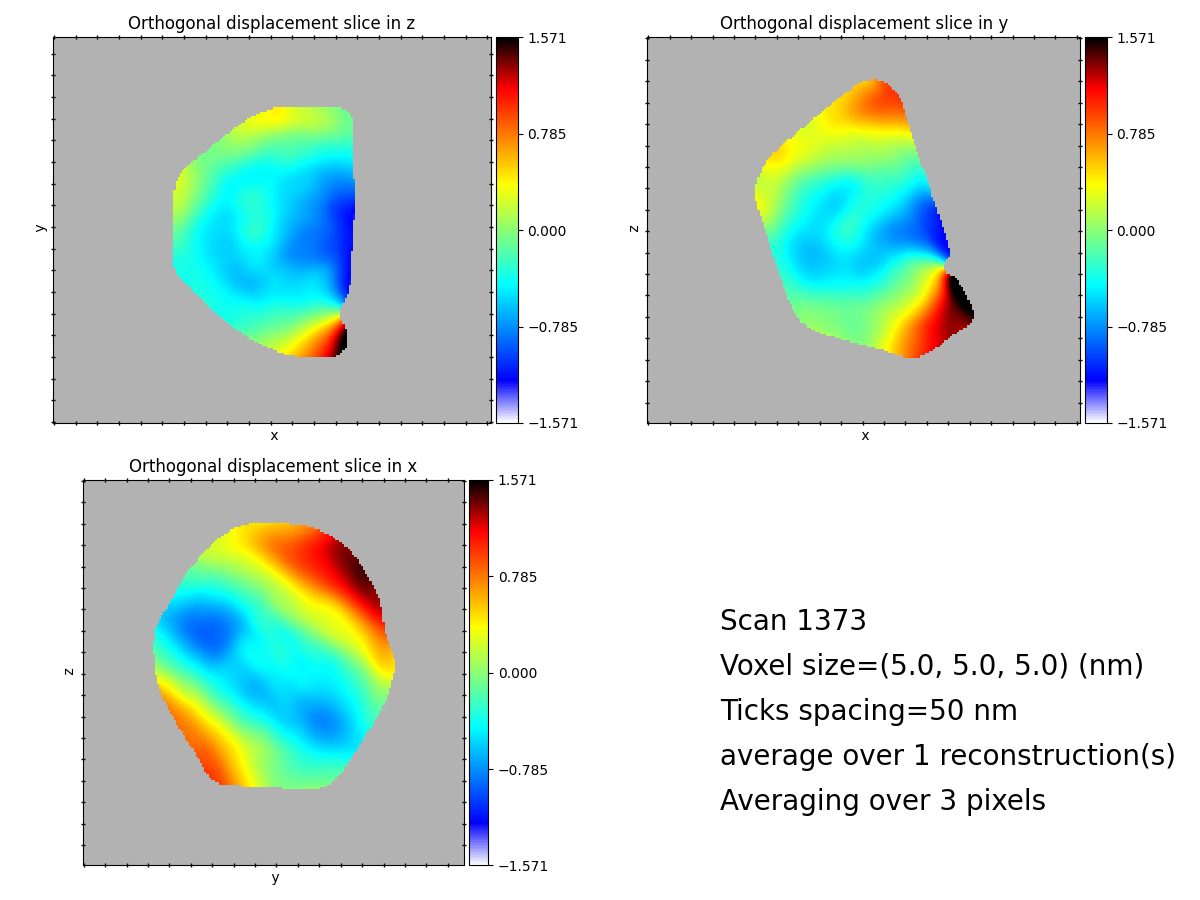 Orthogonal displacement slice in z
1.571
0.785
0.000
−0.785
−1.571
y
x
Orthogonal displacement slice in y
1.571
0.785
0.000
−0.785
−1.571
z
x
Orthogonal displacement slice in x
1.571
0.785
0.000
−0.785
−1.571
z
y
Scan 1373
Voxel size=(5.0, 5.0, 5.0) (nm)
Ticks spacing=50 nm
average over 1 reconstruction(s)
Averaging over 3 pixels